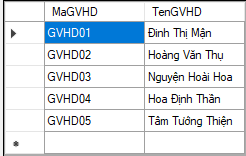 MaGVHD TenGVHD
GVHD01 Đinh Thị Mận
GVHD02 Hoàng Văn Thụ
GVHD03 Nguyện Hoài Hoa
GVHD04 Hoa Định Thần
GVHD05 Tâm Tướng Thiện